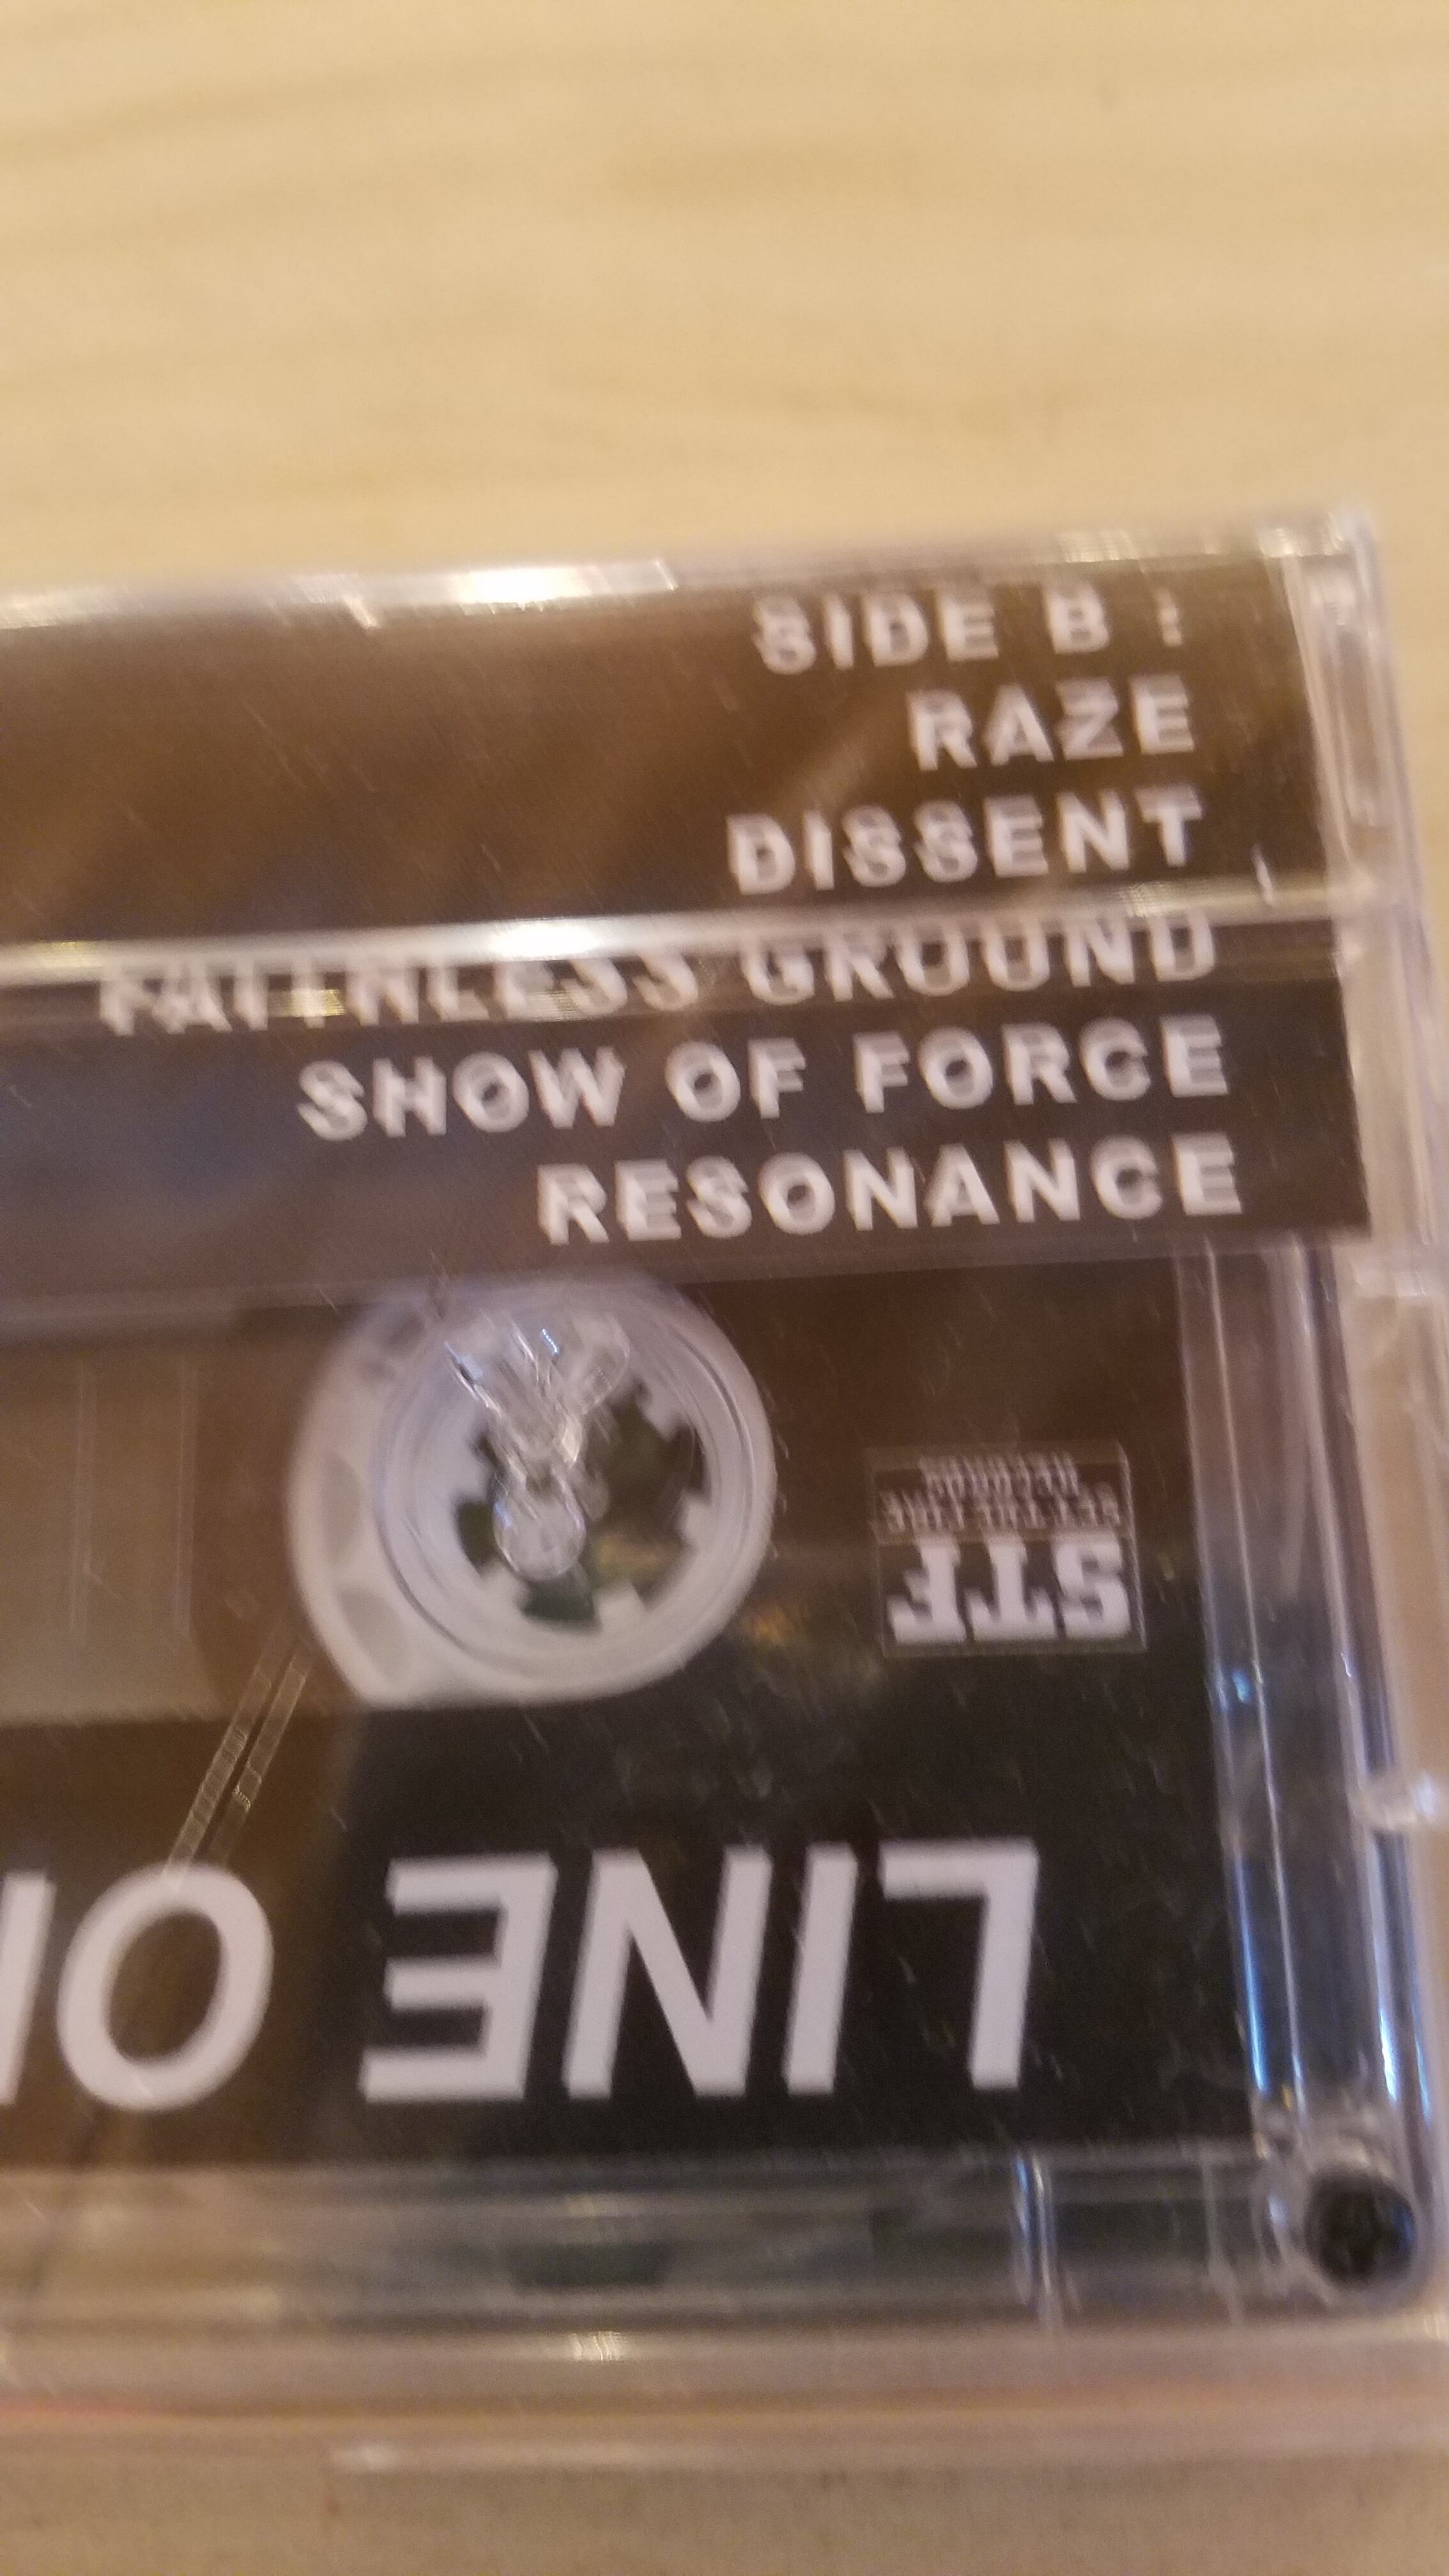 SIDE B :
RAZE
DISSENT
FAITHLESS GROUND
SHOW OF FORCE
RESONANCE
STF
LINE